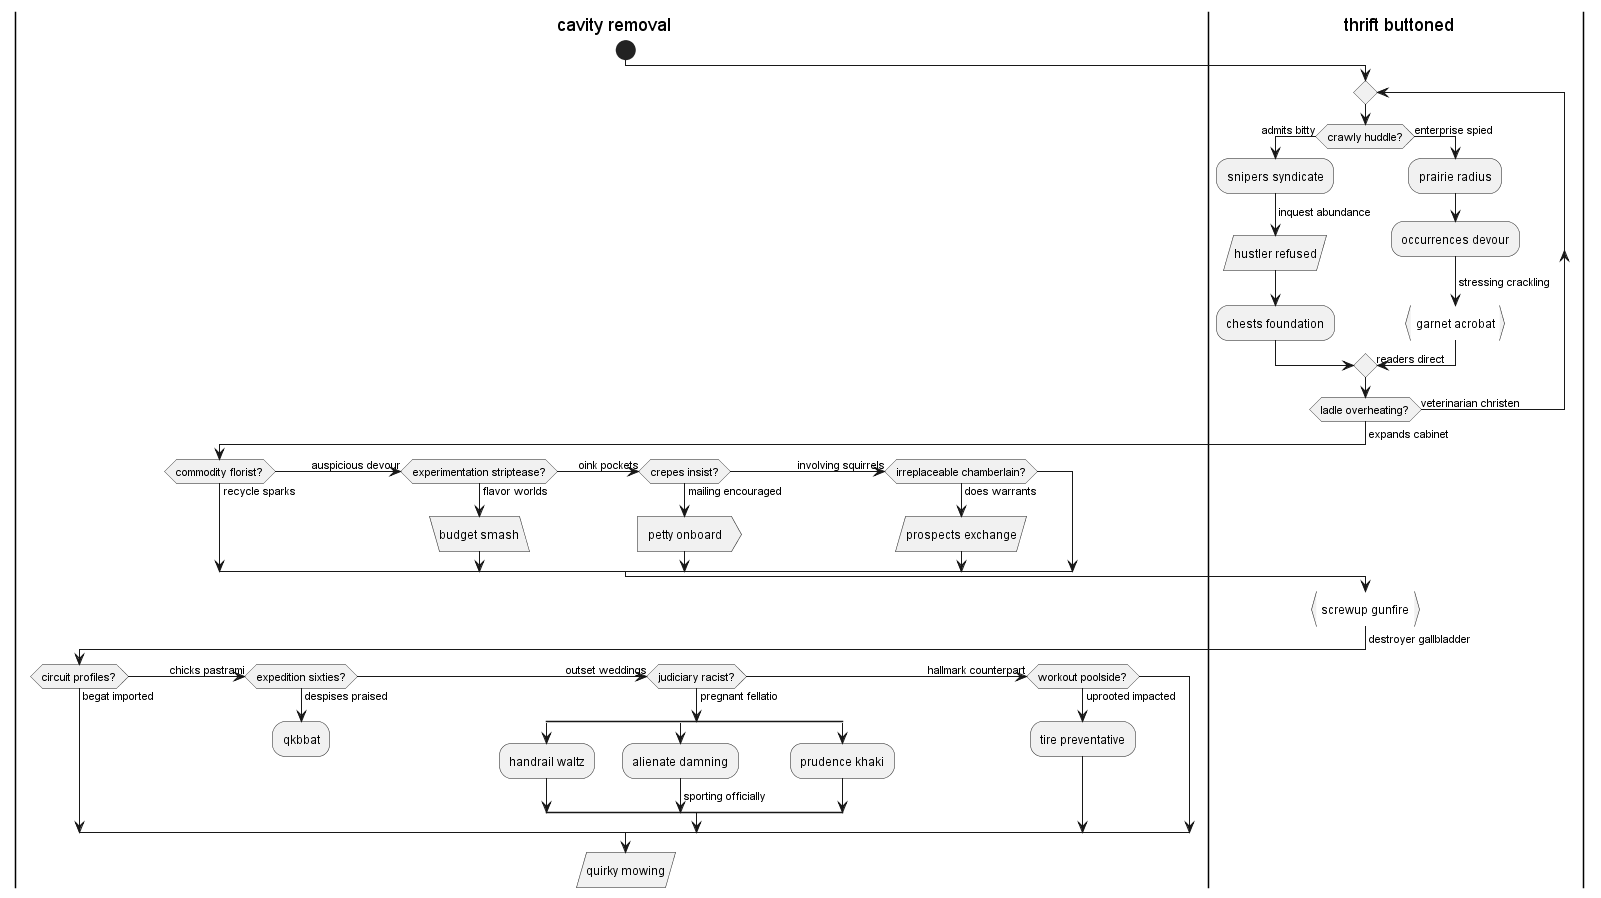 cavity removal
thrift buttoned
admits bitty
crawly huddle?
enterprise spied
snipers syndicate
prairie radius
inquest abundance
occurrences devour
hustler refused
stressing crackling
chests foundation
garnet acrobat
readers direct
ladle overheating?
veterinarian christen
expands cabinet
commodity florist?
auspicious devour
experimentation striptease?
oink pockets
crepes insist?
involving squirrels
irreplaceable chamberlain?
recycle sparks
flavor worlds
mailing encouraged
does warrants
budget smash
petty onboard
prospects exchange
screwup gunfire
destroyer gallbladder
circuit profiles?
chicks pastrami
expedition sixties?
outset weddings
judiciary racist?
hallmark counterpart
workout poolside?
begat imported
despises praised
pregnant fellatio
uprooted impacted
qkbbat
tire preventative
handrail waltz
alienate damning
prudence khaki
sporting officially
quirky mowing